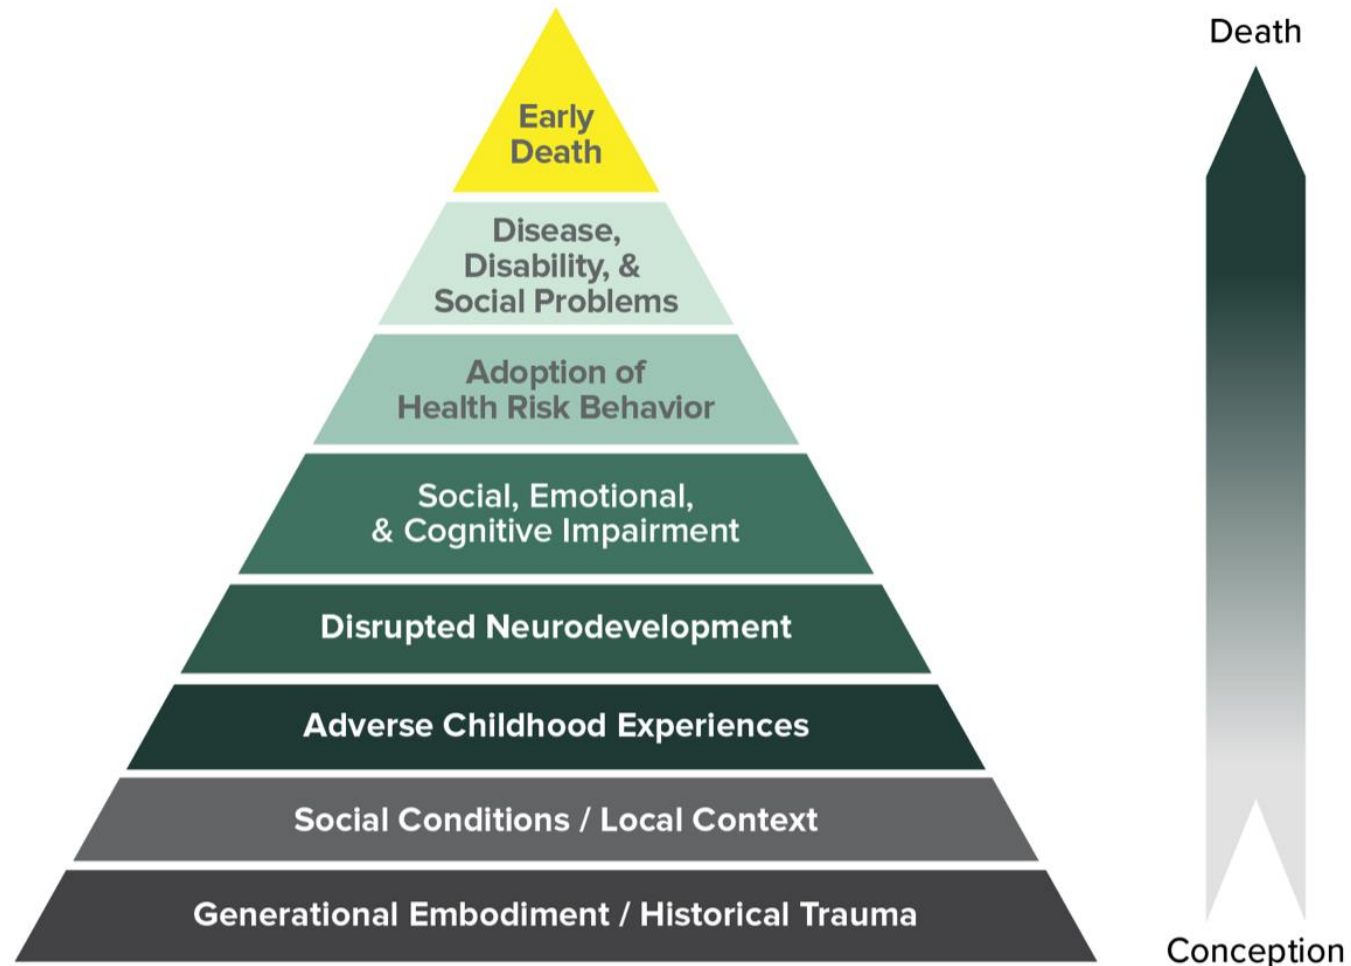 Death
Early
Death
Disease,
Disability, &
Social Problems
Adoption of
Health Risk Behavior
Social, Emotional,
& Cognitive Impairment
Disrupted Neurodevelopment
Adverse Childhood Experiences
Social Conditions / Local Context
Generational Embodiment / Historical Trauma
Conception